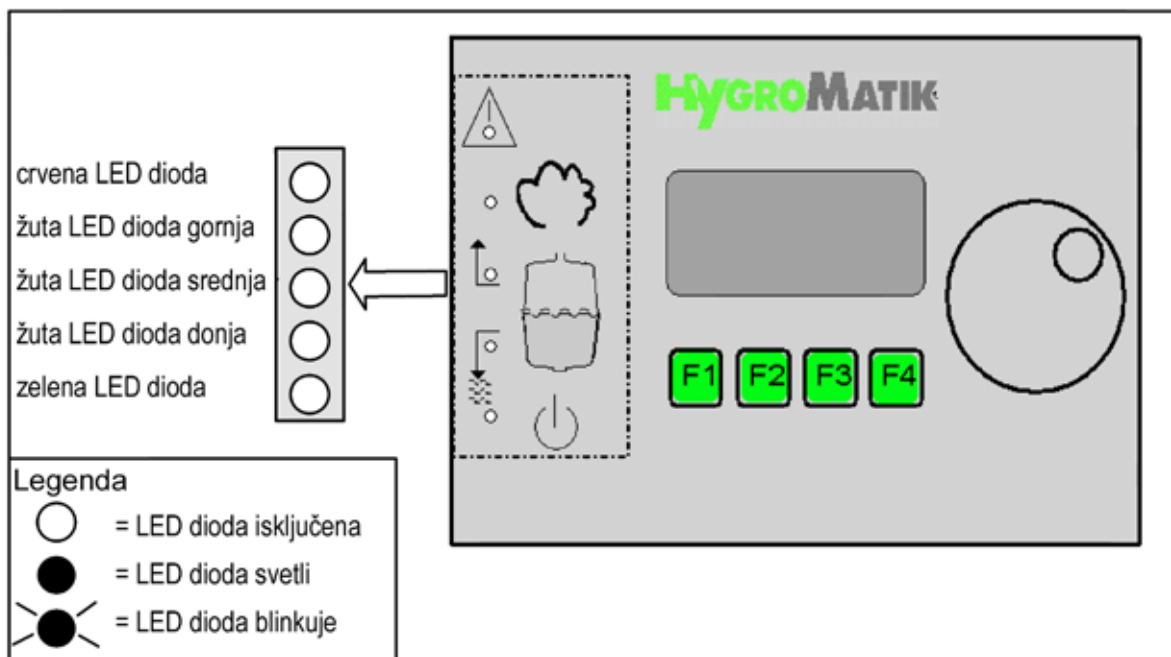 HYGROMATIK
crvena LED dioda
žuta LED dioda gornja
žuta LED dioda srednja
žuta LED dioda donja
zelena LED dioda
F1 F2 F3 F4
Legenda
= LED dioda isključena
= LED dioda svetli
= LED dioda blinkuje